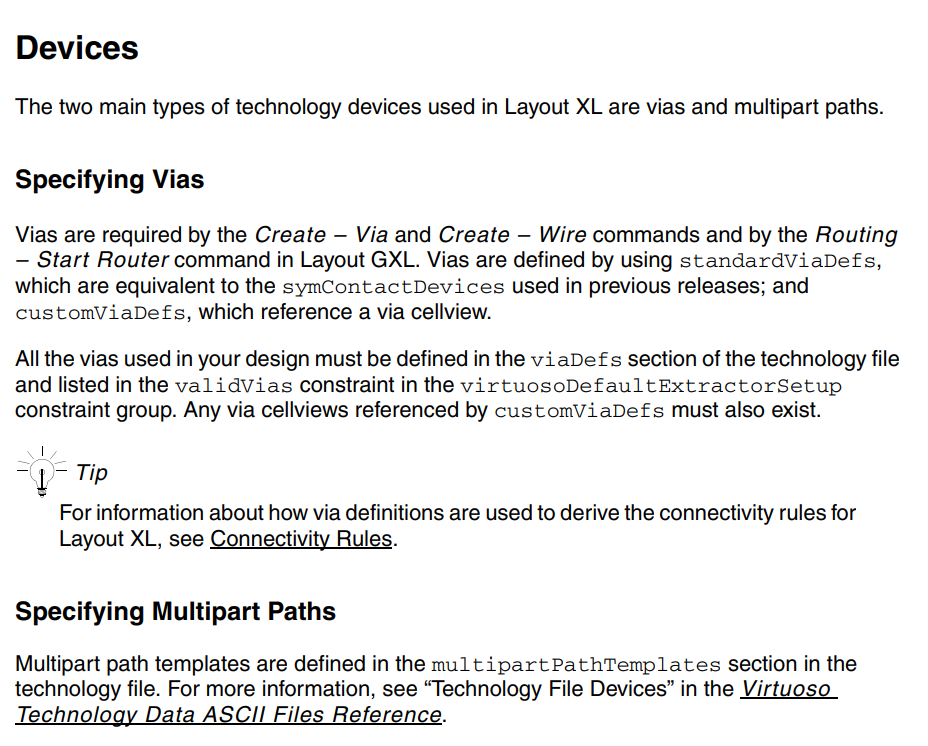 Devices
The two main types of technology devices used in Layout XL are vias and multipart paths.
Specifying Vias
Vias are required by the Create – Via and Create – Wire commands and by the Routing
– Start Router command in Layout GXL. Vias are defined by using standardViaDefs,
which are equivalent to the symContactDevices used in previous releases; and
customViaDefs, which reference a via cellview.
All the vias used in your design must be defined in the viaDefs section of the technology file
and listed in the validVias constraint in the virtuosoDefaultExtractorSetup
constraint group. Any via cellviews referenced by customViaDefs must also exist.
Tip
For information about how via definitions are used to derive the connectivity rules for
Layout XL, see Connectivity Rules.
Specifying Multipart Paths
Multipart path templates are defined in the multipartPathTemplates section in the
technology file. For more information, see “Technology File Devices” in the Virtuoso
Technology Data ASCII Files Reference.